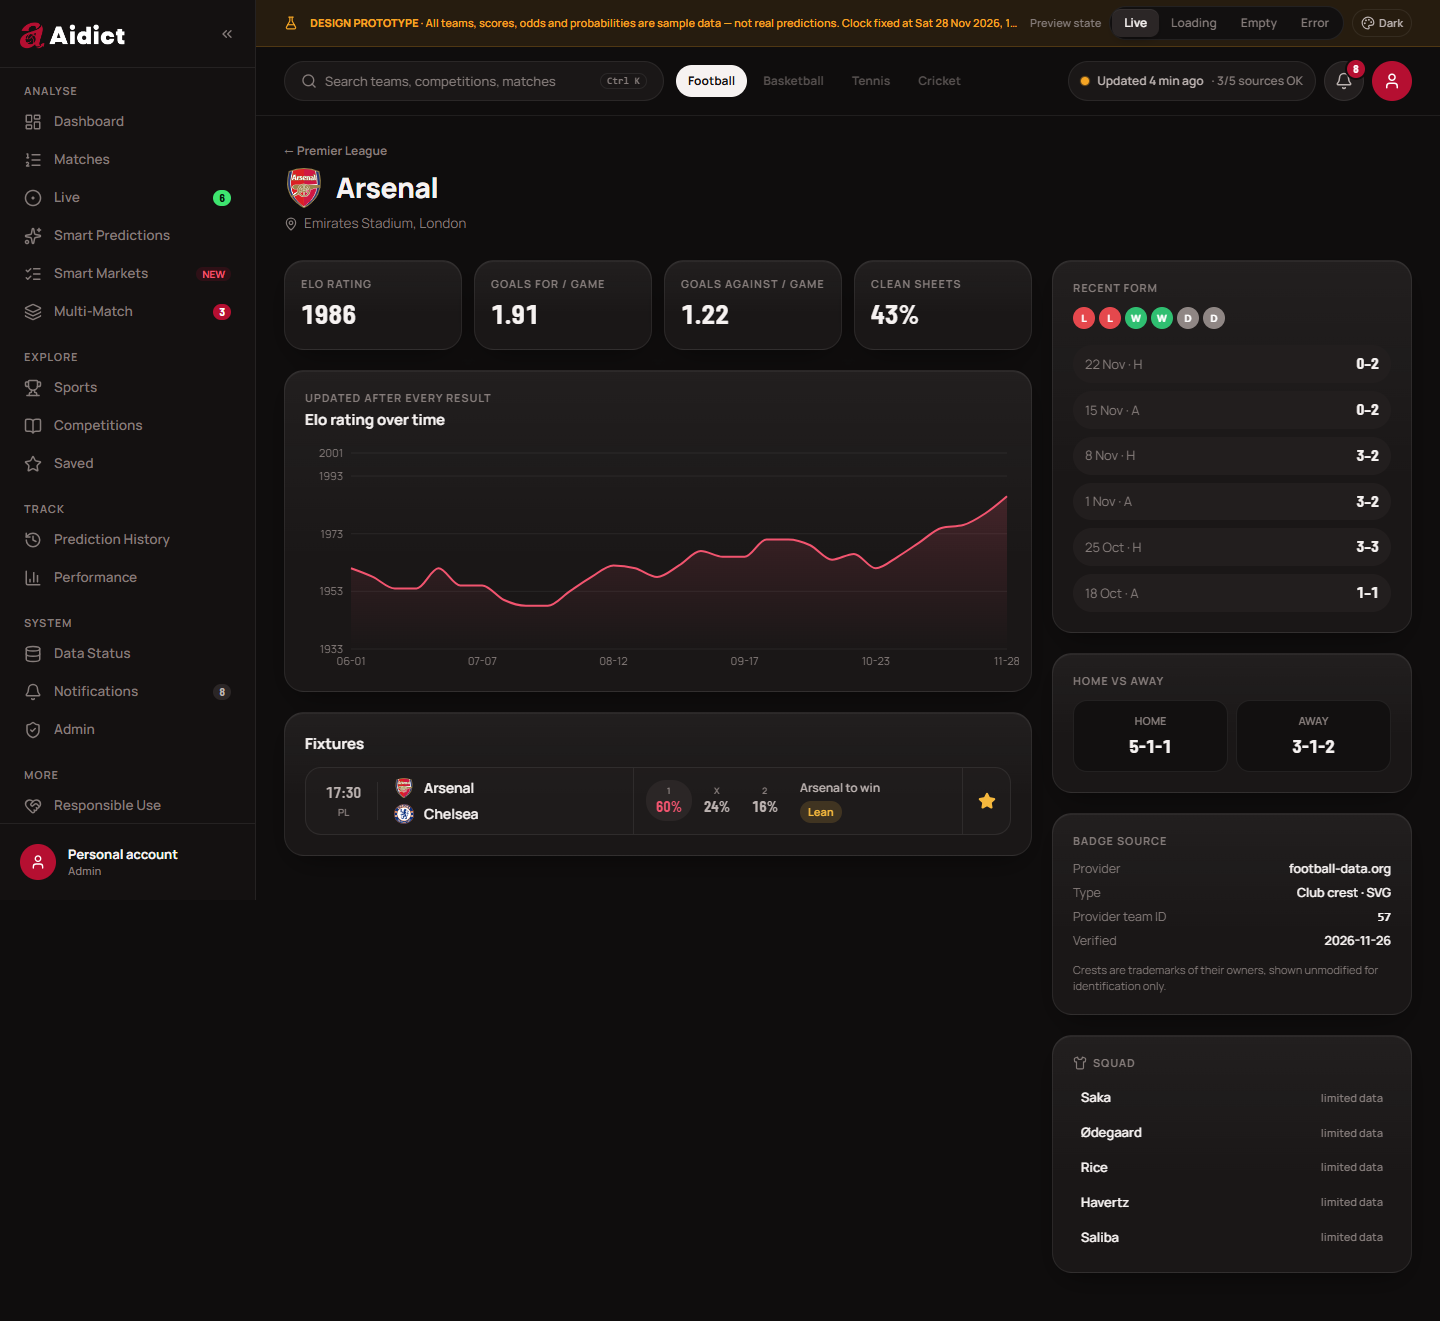 Aidict
ANALYSE
Dashboard
Matches
Live 6
Smart Predictions
Smart Markets NEW
Multi-Match 3
EXPLORE
Sports
Competitions
Saved
TRACK
Prediction History
Performance
SYSTEM
Data Status
Notifications 8
Admin
MORE
Responsible Use
Personal account
Admin
DESIGN PROTOTYPE · All teams, scores, odds and probabilities are sample data — not real predictions. Clock fixed at Sat 28 Nov 2026, 1...
Preview state Live Loading Empty Error Dark
Search teams, competitions, matches Ctrl K
Football Basketball Tennis Cricket
Updated 4 min ago · 3/5 sources OK
8
← Premier League
Arsenal
Emirates Stadium, London
ELO RATING
1986
GOALS FOR / GAME
1.91
GOALS AGAINST / GAME
1.22
CLEAN SHEETS
43%
UPDATED AFTER EVERY RESULT
Elo rating over time
2001
1993
1973
1953
1933
06-01 07-07 08-12 09-17 10-23 11-28
Fixtures
17:30
PL
Arsenal
Chelsea
1
60%
X
24%
2
16%
Arsenal to win
Lean
RECENT FORM
L L W W D D
22 Nov · H 0–2
15 Nov · A 0–2
8 Nov · H 3–2
1 Nov · A 3–2
25 Oct · H 3–3
18 Oct · A 1–1
HOME VS AWAY
HOME
5-1-1
AWAY
3-1-2
BADGE SOURCE
Provider football-data.org
Type Club crest · SVG
Provider team ID 57
Verified 2026-11-26
Crests are trademarks of their owners, shown unmodified for
identification only.
SQUAD
Saka limited data
Ødegaard limited data
Rice limited data
Havertz limited data
Saliba limited data